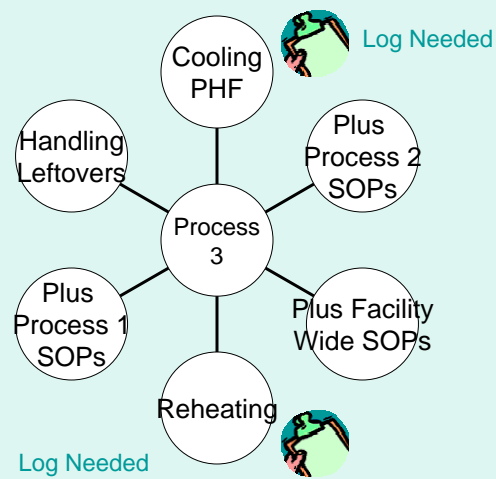 Log Needed
Cooling
PHF
Handling
Leftovers
Plus
Process 2
SOPs
Process
3
Plus
Process 1
SOPs
Plus Facility
Wide SOPs
Reheating
Log Needed